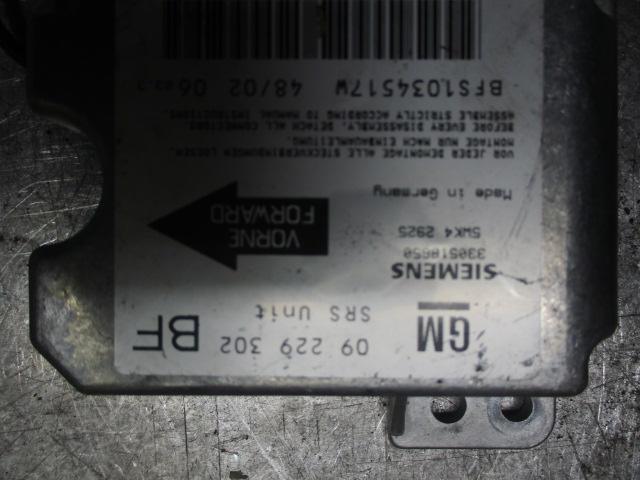 GM
09 229 302 BF
SRS Unit
SIEMENS
330518650
5WK4 2925
VORNE
FORWARD
Made in Germany
VOR JEDER DEMONTAGE ALLE STECKVERBINDUNGEN LOESEN.
MONTAGE NUR NACH EINBAUANLEITUNG
BEFORE EVERY DISASSEMBLY, DETACH ALL CONNECTORS.
ASSEMBLE STRICTLY ACCORDING TO MANUAL INSTRUCTIONS.
BFS1.034517W 48/02 06